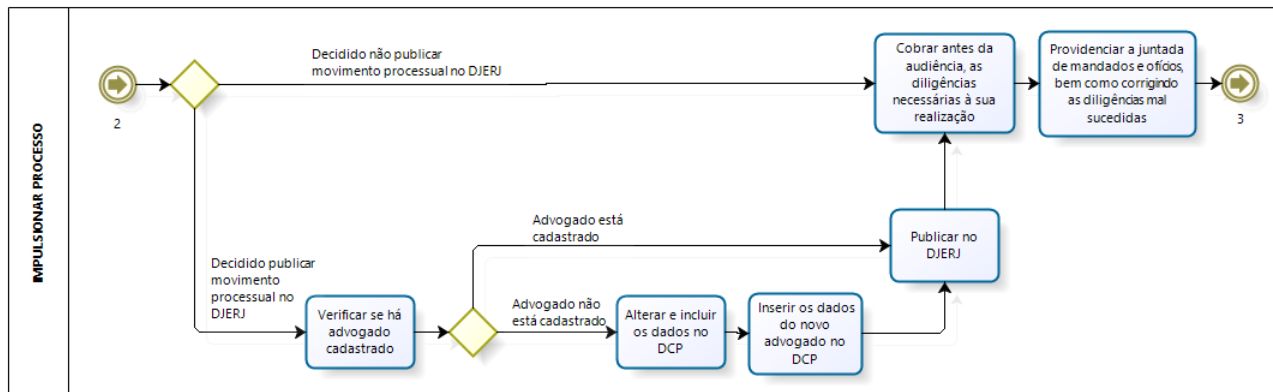 IMPULSIONAR PROCESSO
2
Decidido não publicar
movimento processual no DJERJ
Cobrar antes da
audiência, as
diligências
necessárias à sua
realização
Providenciar a juntada
de mandados e ofícios,
bem como corrigindo
as diligências mal
sucedidas
3
Decidido publicar
movimento
processual no
DJERJ
Verificar se há
advogado
cadastrado
Advogado está
cadastrado
Publicar no
DJERJ
Advogado não
está cadastrado
Alterar e incluir
os dados no
DCP
Inserir os dados
do novo
advogado no
DCP